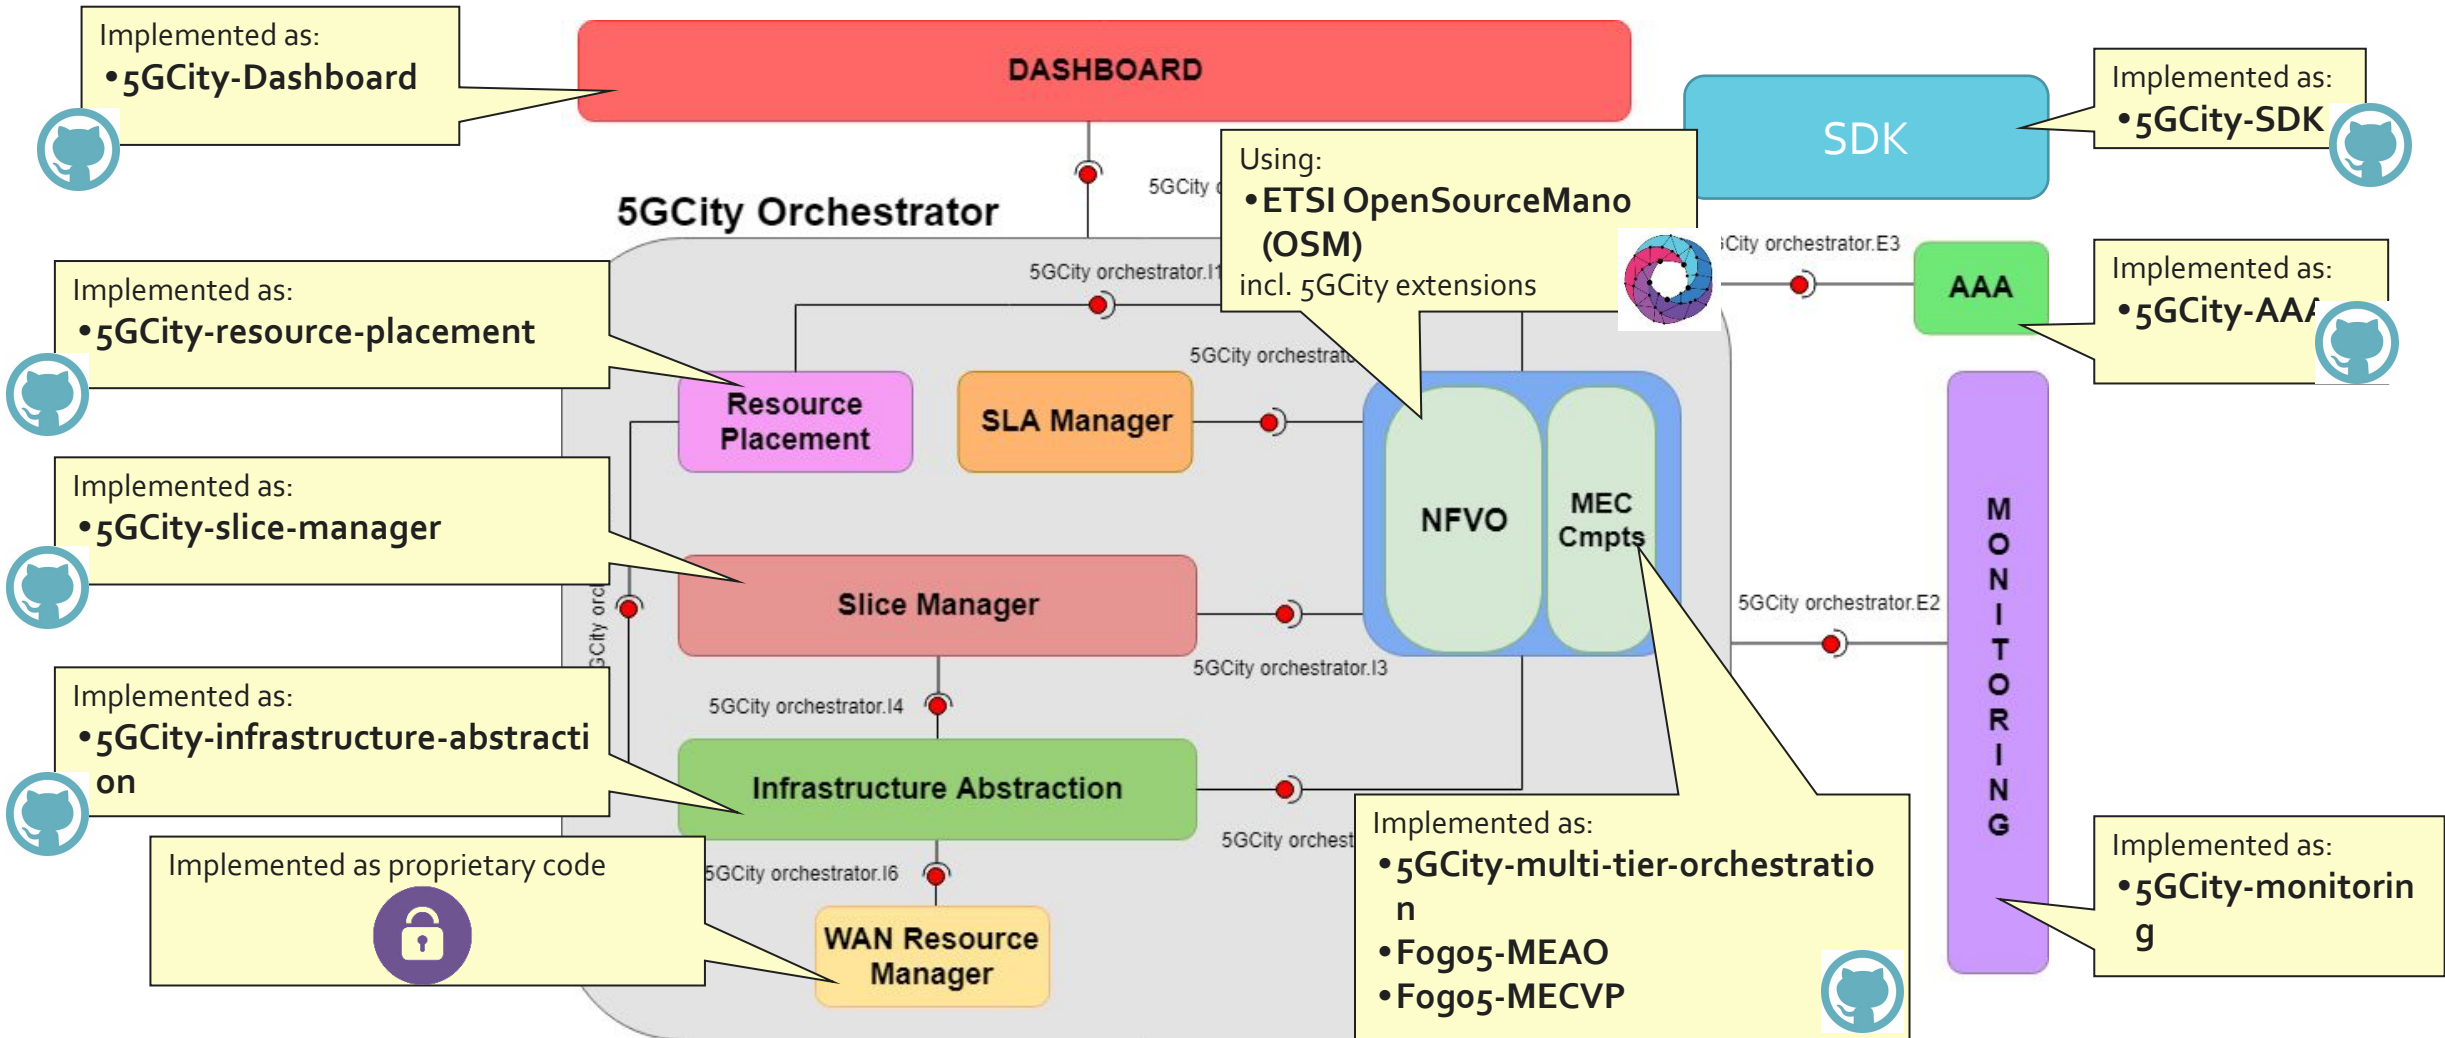 Implemented as:
•5GCity-Dashboard
DASHBOARD
SDK
Implemented as:
•5GCity-SDK
5GCity
Using:
•ETSI OpenSourceMano
(OSM)
incl. 5GCity extensions
5GCity Orchestrator
5GCity orchestrator.I1
orchestrator.E3
AAA
Implemented as:
•5GCity-AAA
Implemented as:
•5GCity-resource-placement
5GCity
Resource
Placement
SLA Manager
NFVO
MEC
Cmpts
Implemented as:
•5GCity-slice-manager
Slice Manager
5GCity orchestrator.I3
5GCity orchestrator.E2
M
O
N
I
T
O
R
I
N
G
Implemented as:
•5GCity-infrastructure-abstracti
on
5GCity orchestrator.I4
Infrastructure Abstraction
5GCity
Implemented as proprietary code
5GCity orchestrator.I6
WAN Resource
Manager
Implemented as:
•5GCity-multi-tier-orchestratio
n
•Fog05-MEAO
•Fog05-MECVP
Implemented as:
•5GCity-monitorin
g